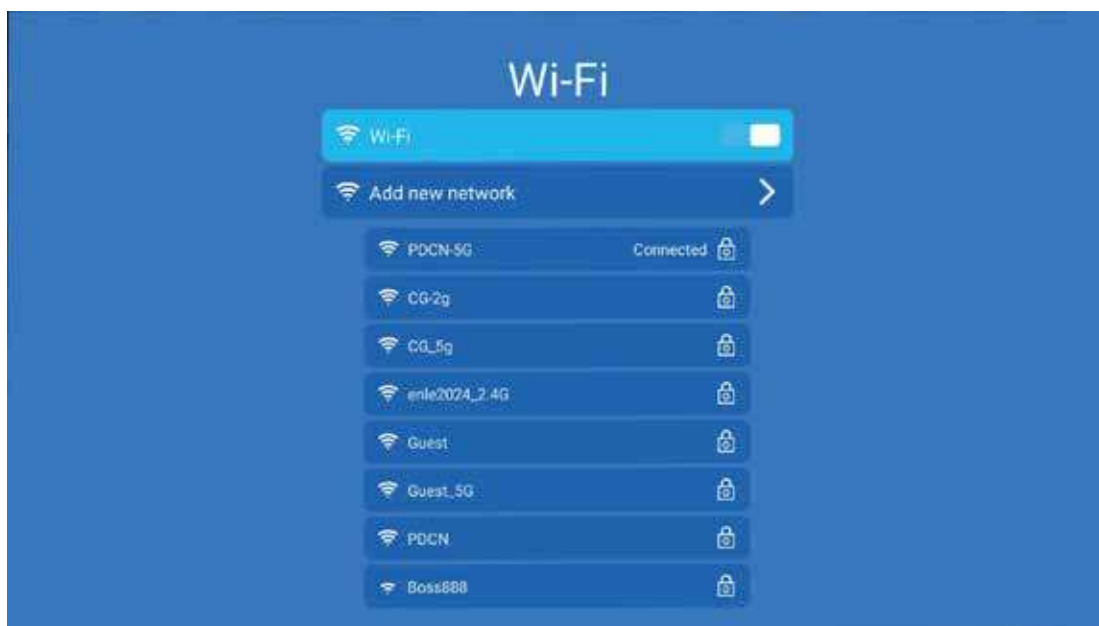 Wi-Fi
Wi-Fi
Add new network
PDCN-5G Connected
CG-2g
CG_5g
enle2024_2.4G
Guest
Guest_5G
PDCN
Boss888